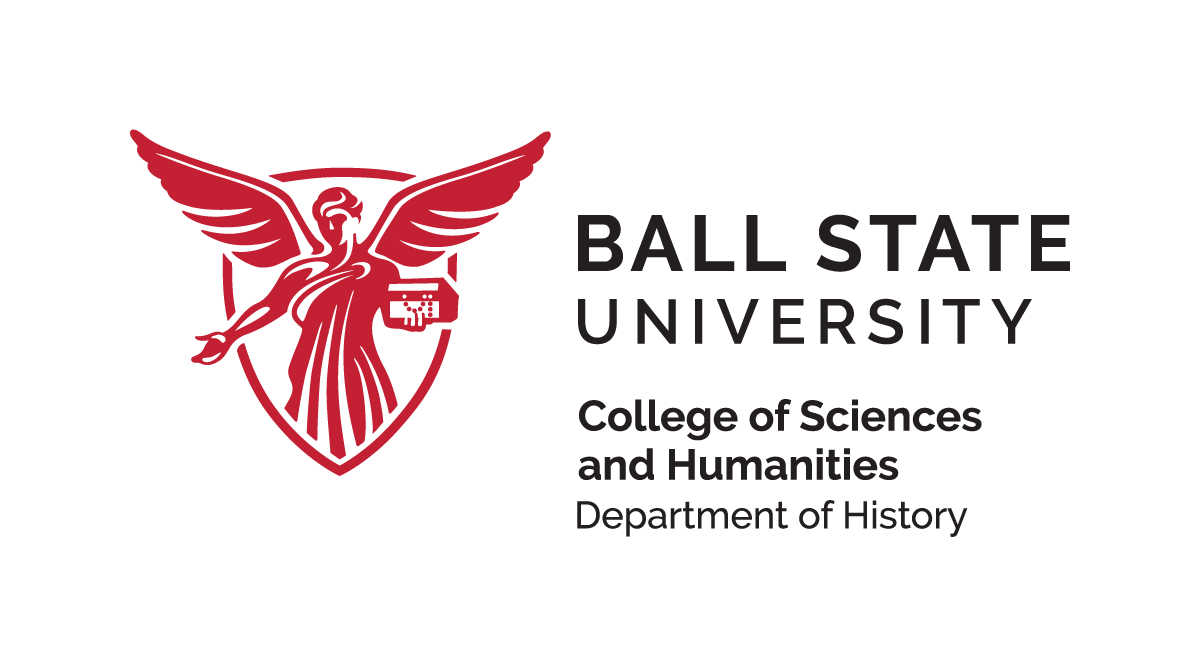 BALL STATE
UNIVERSITY
College of Sciences
and Humanities
Department of History